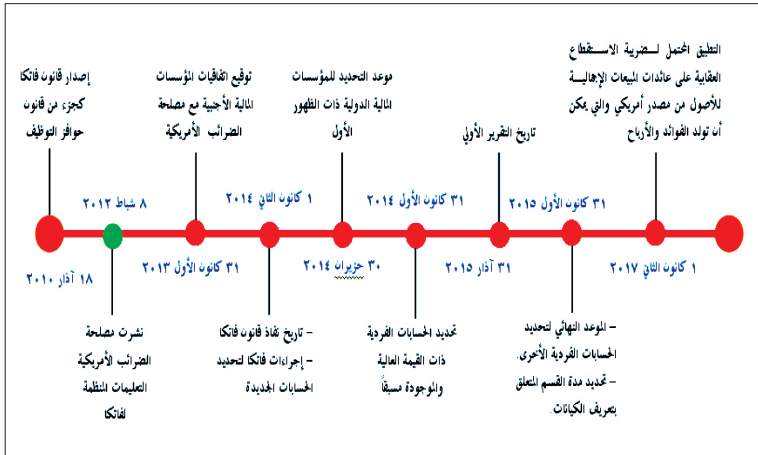 إصدار قانون فاتكا
كجزء من قانون
حوافز التوظيف
١٨ آذار ٢٠١٠
٨ شباط ٢٠١٢
نشرت مصلحة
الضرائب الأمريكية
التعليمات المنظمة
لفاتكا
توقيع اتفاقيات المؤسسات
المالية الأجنبية مع مصلحة
الضرائب الأمريكية
٣١ كانون الأول ٢٠١٣
١ كانون الثاني ٢٠١٤
– تاريخ نفاذ قانون فاتكا
– إجراءات فاتكا لتحديد
الحسابات الجديدة
موعد التحديد للمؤسسات
المالية الدولية ذات الظهور
الأول
٣٠ حزيران ٢٠١٤
٣١ كانون الأول ٢٠١٤
تحديد الحسابات الفردية
ذات القيمة العالية
والموجودة مسبقاً
تاريخ التقرير الأولي
٣١ آذار ٢٠١٥
٣١ كانون الأول ٢٠١٥
– الموعد النهائي لتحديد
الحسابات الفردية الأخرى.
– تحديد مدة القسم المتعلق
بتعريف الكيانات.
التطبيق المحتمل لضريبة الاستقطاع
العقابية على عائدات المبيعات الإجمالية
للأصول من مصدر أمريكي والتي يمكن
أن تولد الفوائد والأرباح
١ كانون الثاني ٢٠١٧